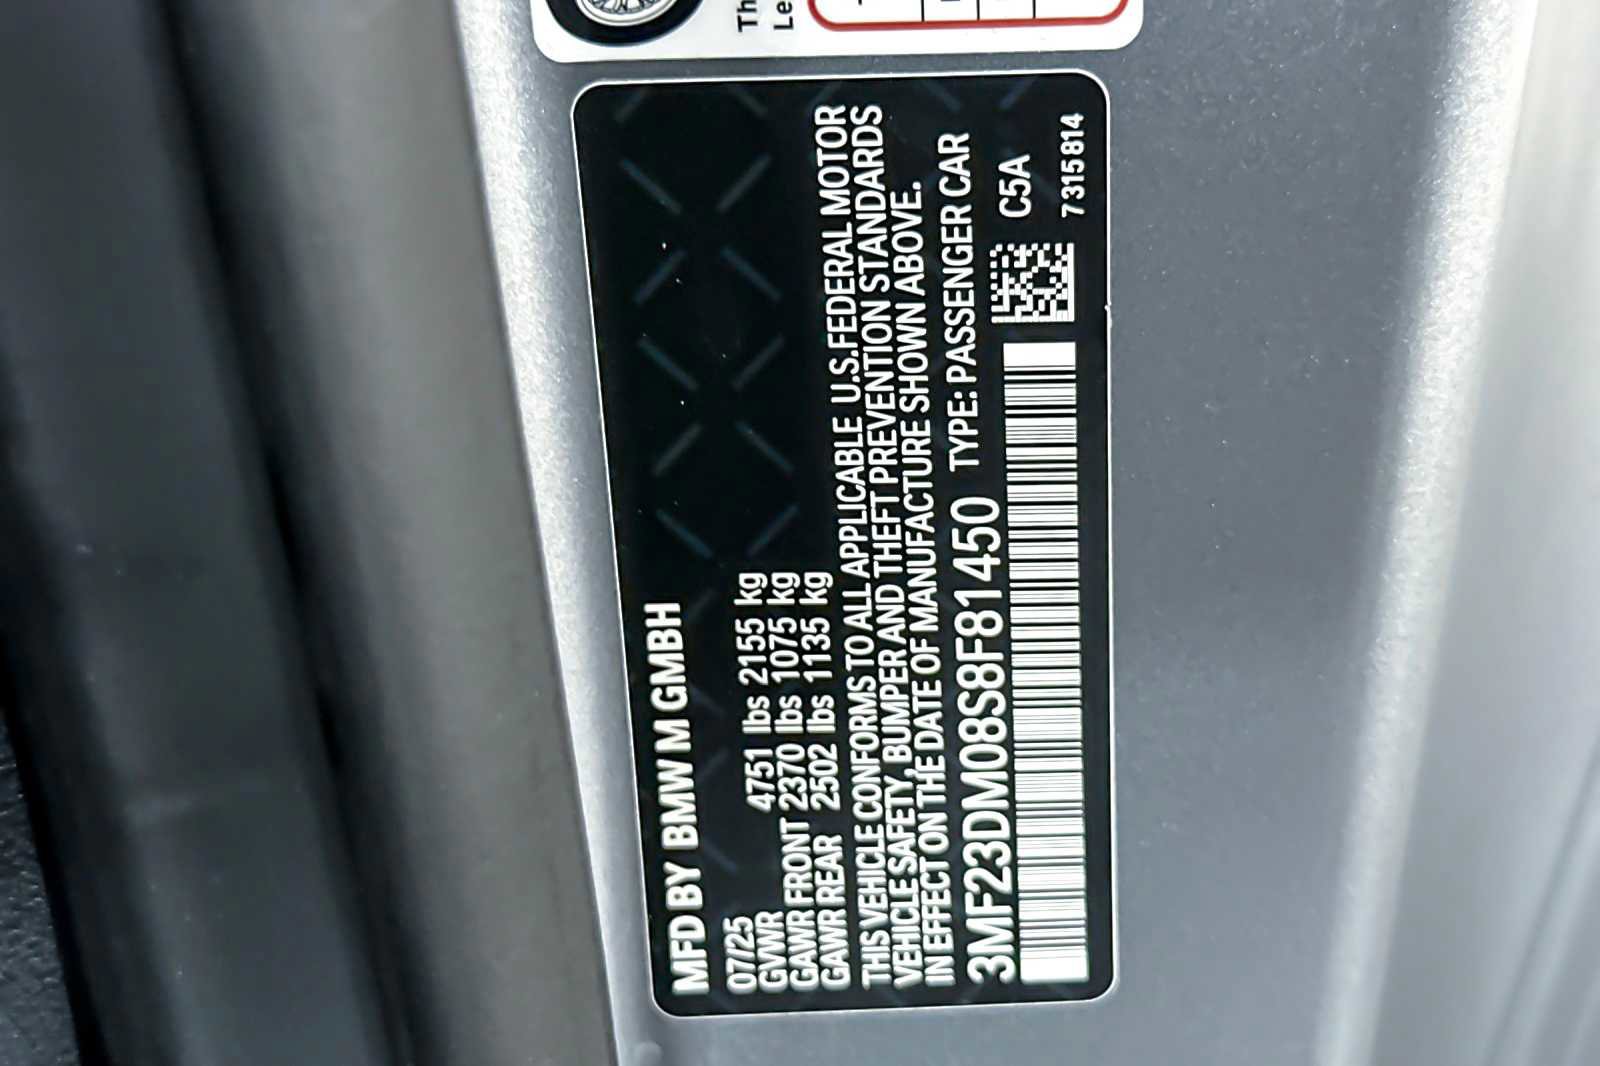 Th
Le
MFD BY BMW M GMBH
07/25
GVWR 4751 lbs 2155 kg
GAWR FRONT 2370 lbs 1075 kg
GAWR REAR 2502 lbs 1135 kg
THIS VEHICLE CONFORMS TO ALL APPLICABLE U.S.FEDERAL MOTOR
VEHICLE SAFETY, BUMPER AND THEFT PREVENTION STANDARDS
IN EFFECT ON THE DATE OF MANUFACTURE SHOWN ABOVE.
3MF23DM08S8F81450 TYPE: PASSENGER CAR
C5A
7315814